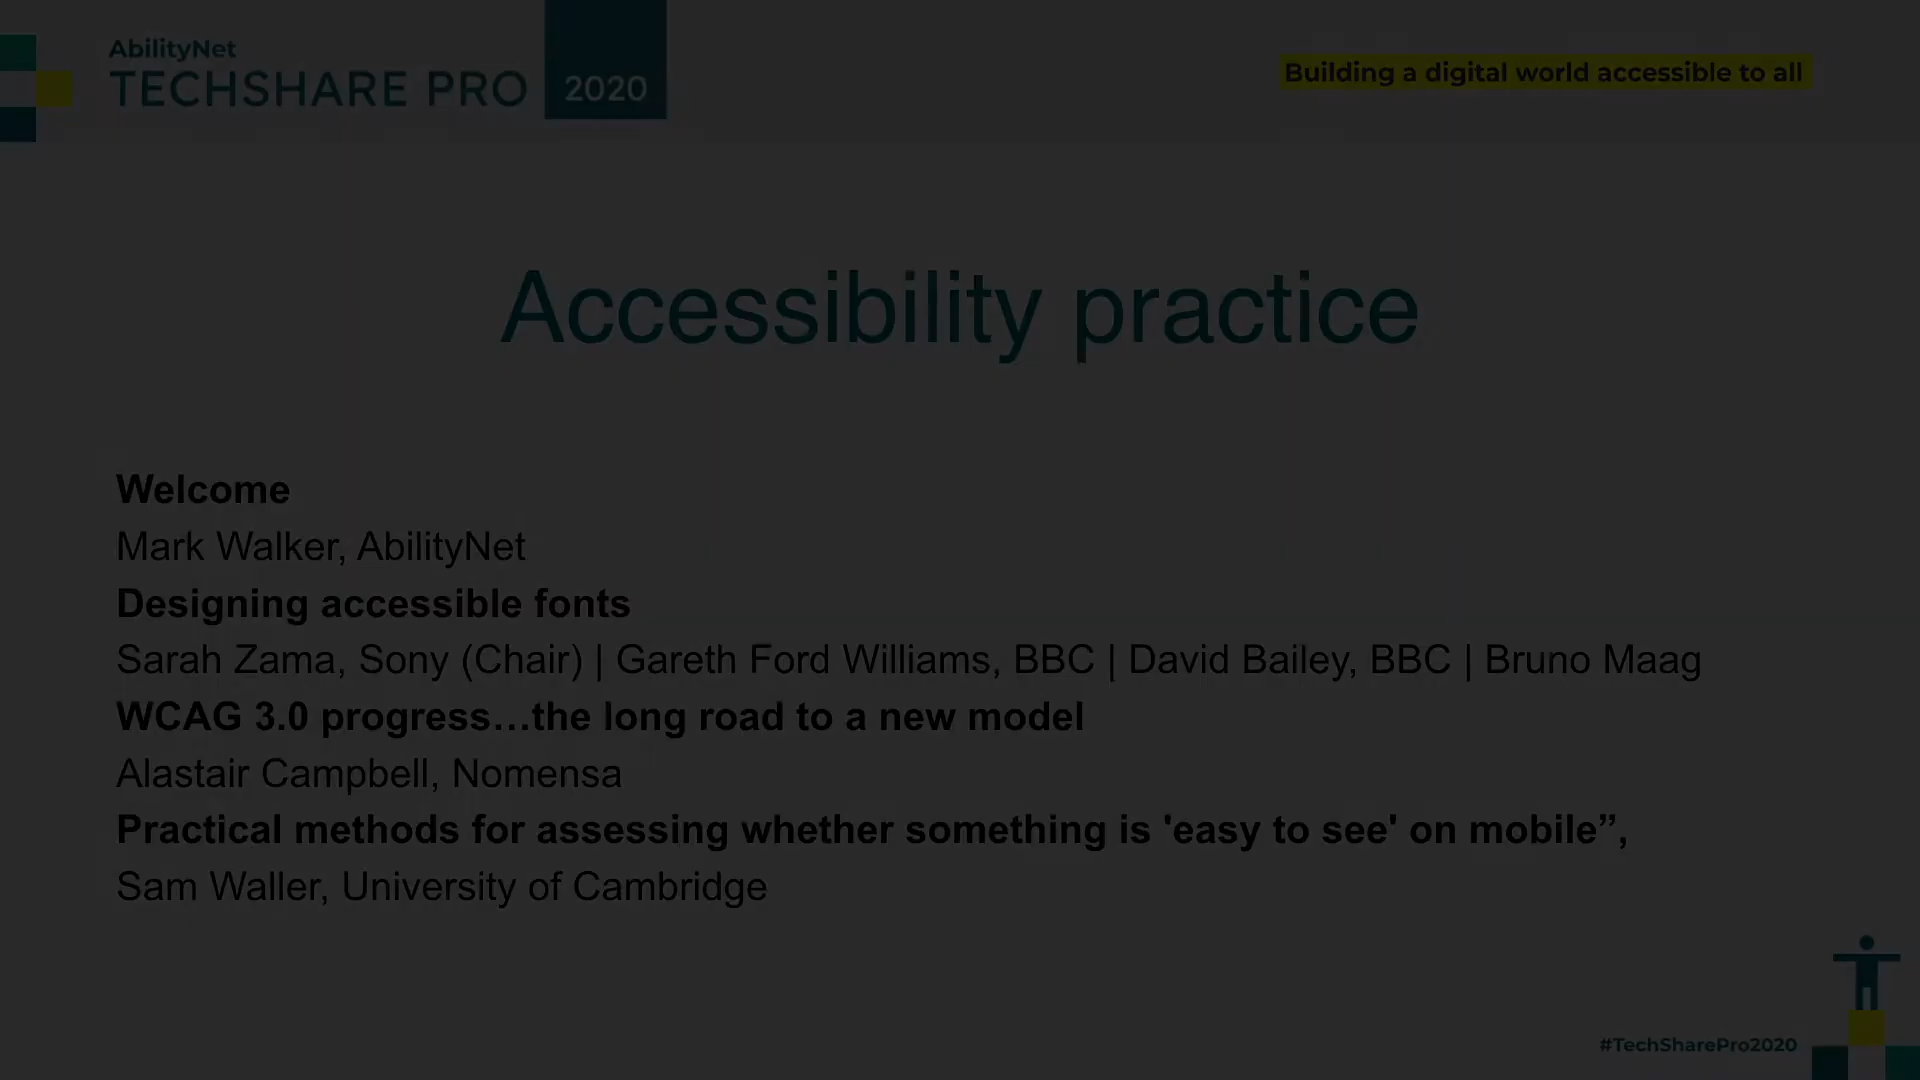 AbilityNet
TECHSHARE PRO 2020
Building a digital world accessible to all
Accessibility practice
Welcome
Mark Walker, AbilityNet
Designing accessible fonts
Sarah Zama, Sony (Chair) | Gareth Ford Williams, BBC | David Bailey, BBC | Bruno Maag
WCAG 3.0 progress…the long road to a new model
Alastair Campbell, Nomensa
Practical methods for assessing whether something is 'easy to see' on mobile”,
Sam Waller, University of Cambridge
#TechSharePro2020